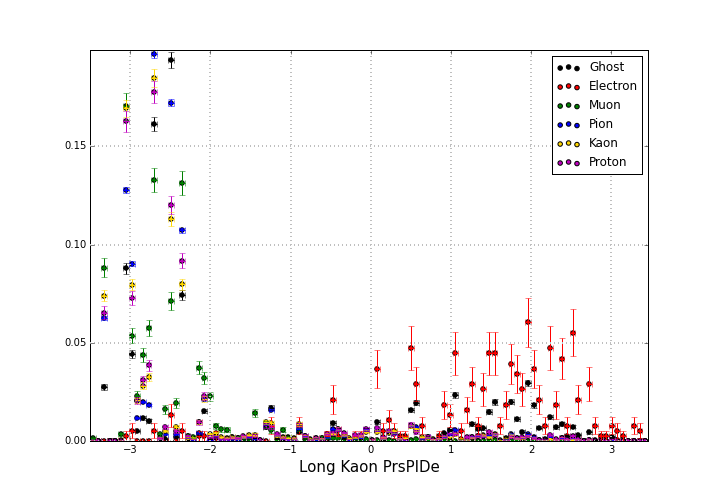 0.15
0.10
0.05
0.00
−3
−2
−1
0
1
2
3
Long Kaon PrsPIDe
Ghost
Electron
Muon
Pion
Kaon
Proton